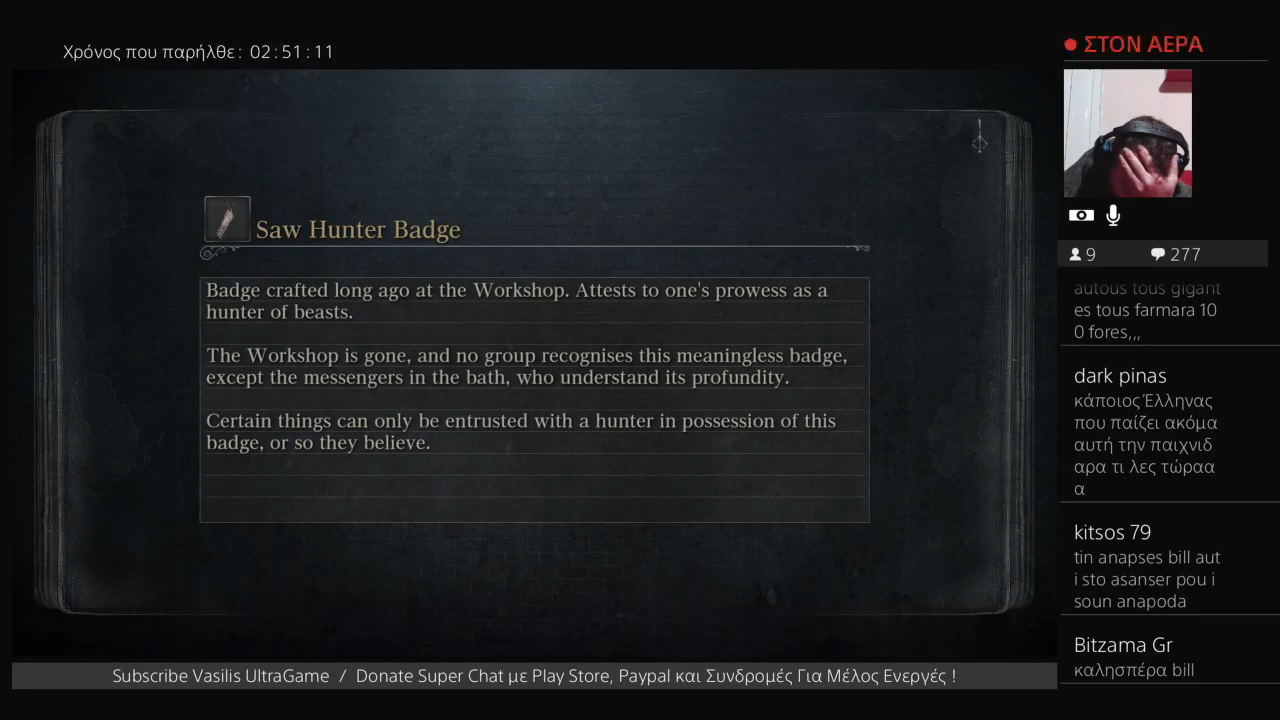 Χρόνος που παρήλθε: 02:51:11
ΣΤΟΝ ΑΕΡΑ
Saw Hunter Badge
Badge crafted long ago at the Workshop. Attests to one's prowess as a
hunter of beasts.
The Workshop is gone, and no group recognises this meaningless badge,
except the messengers in the bath, who understand its profundity.
Certain things can only be entrusted with a hunter in possession of this
badge, or so they believe.
9
277
autous tous gigant
es tous farmara 10
0 fores,,,
dark pinas
κάποιος Έλληνας
που παίζει ακόμα
αυτή την παιχνιδ
αρα τι λες τώραα
α
kitsos 79
tin anapses bill aut
i sto asanser pou i
soun anapoda
Bitzama Gr
καλησπέρα bill
Subscribe Vasilis UltraGame / Donate Super Chat με Play Store, Paypal και Συνδρομές Για Μέλος Ενεργές !